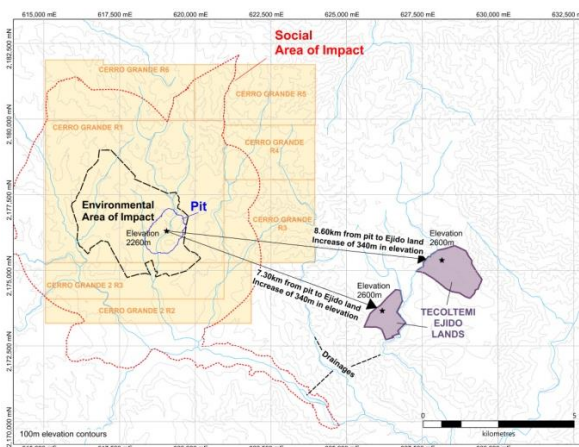 615,000 mE
617,500 mE
620,000 mE
622,500 mE
625,000 mE
627,500 mE
630,000 mE
632,500
2,182,500 mN
2,180,000 mN
2,177,500 mN
2,175,000 mN
2,172,500 mN
2,170,000 mN
Social
Area of Impact
CERRO GRANDE R6
CERRO GRANDE R5
CERRO GRANDE R1
CERRO GRANDE R4
CERRO GRANDE R3
Environmental
Area of Impact
Pit
Elevation
2260m
8.60km from pit to Ejido land
Increase of 340m in elevation
Elevation
2600m
7.30km from pit to Ejido land
Increase of 340m in elevation
Elevation
2600m
CERRO GRANDE 2 R3
CERRO GRANDE 2 R2
TECOLTEMI
EJIDO
LANDS
Drainages
100m elevation contours
0
5
kilometres